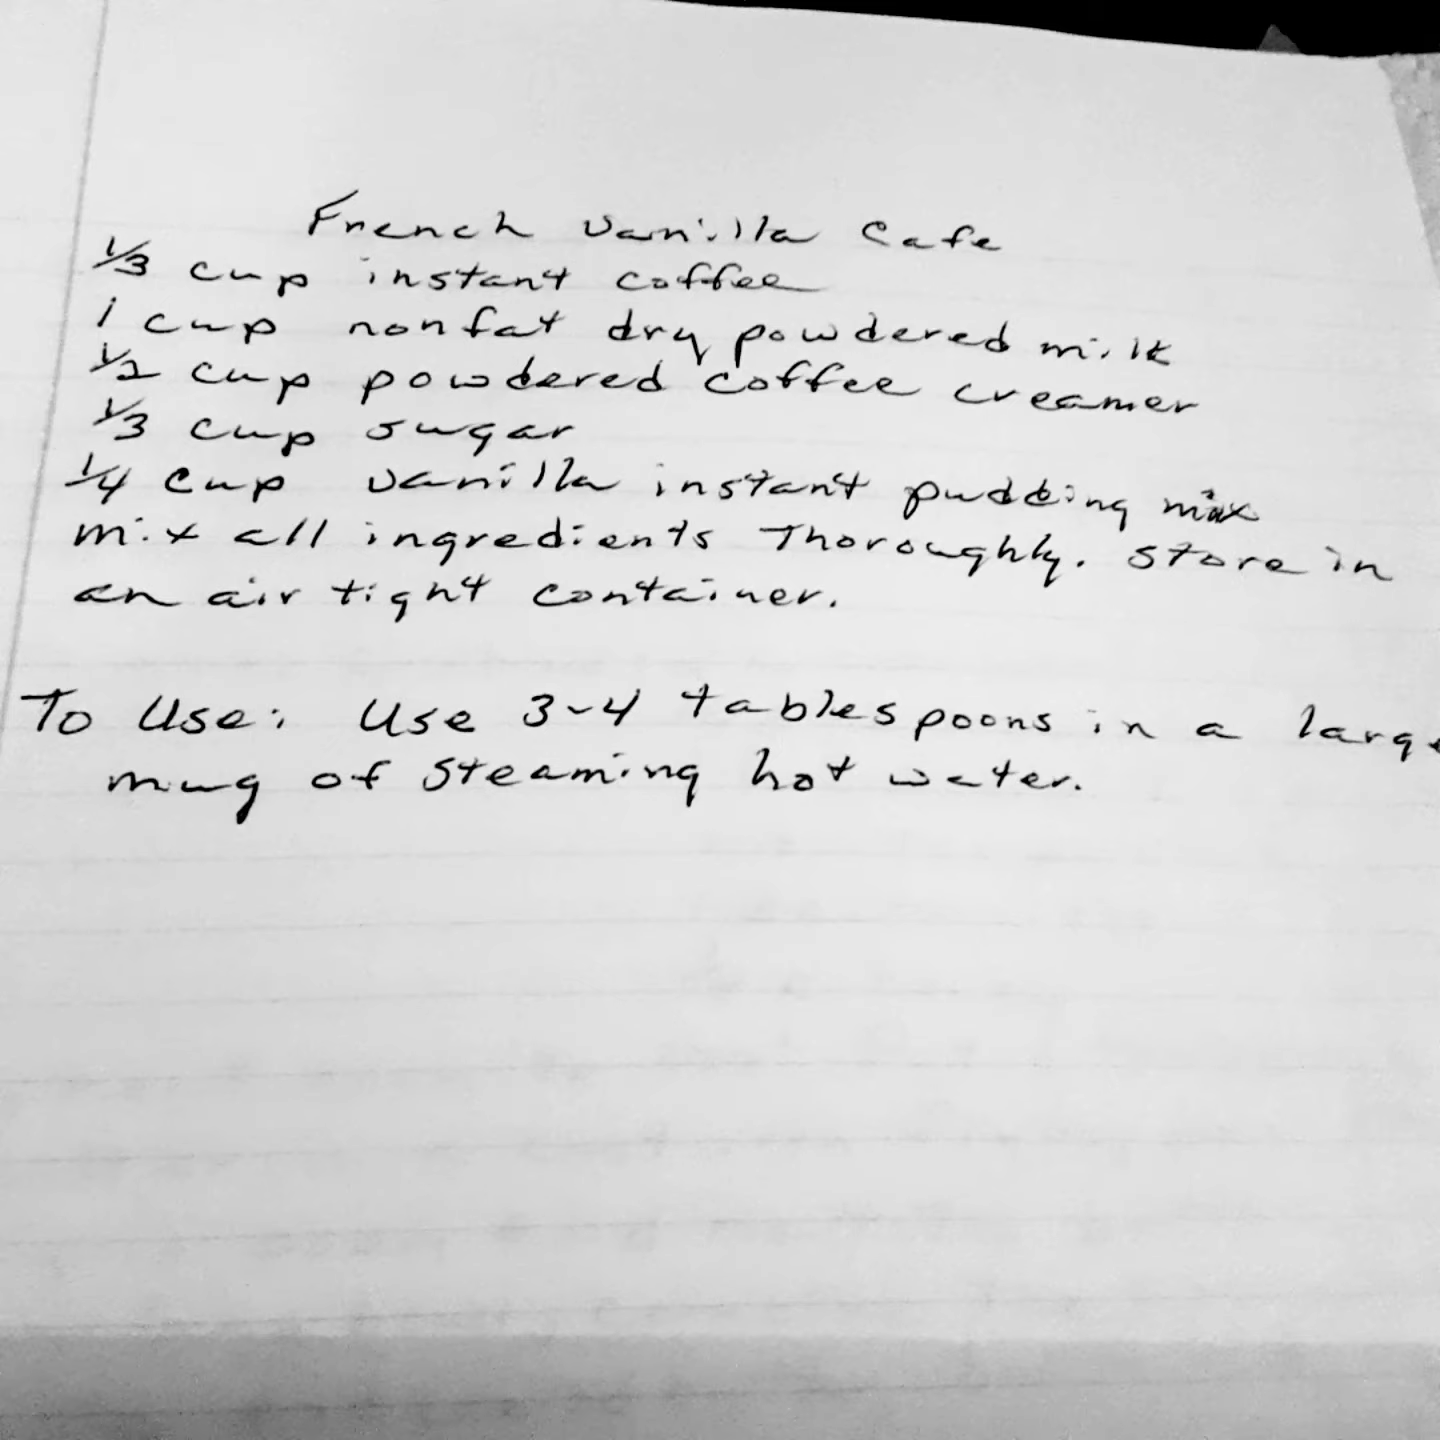 French Vanilla Cafe
1/3 cup instant coffee
1 cup nonfat dry powdered milk
1/2 cup powdered coffee creamer
1/3 cup sugar
1/4 cup vanilla instant pudding mix
mix all ingredients Thoroughly. Store in
an air tight container.
To Use: Use 3-4 tablespoons in a large
mug of Steaming hot water.